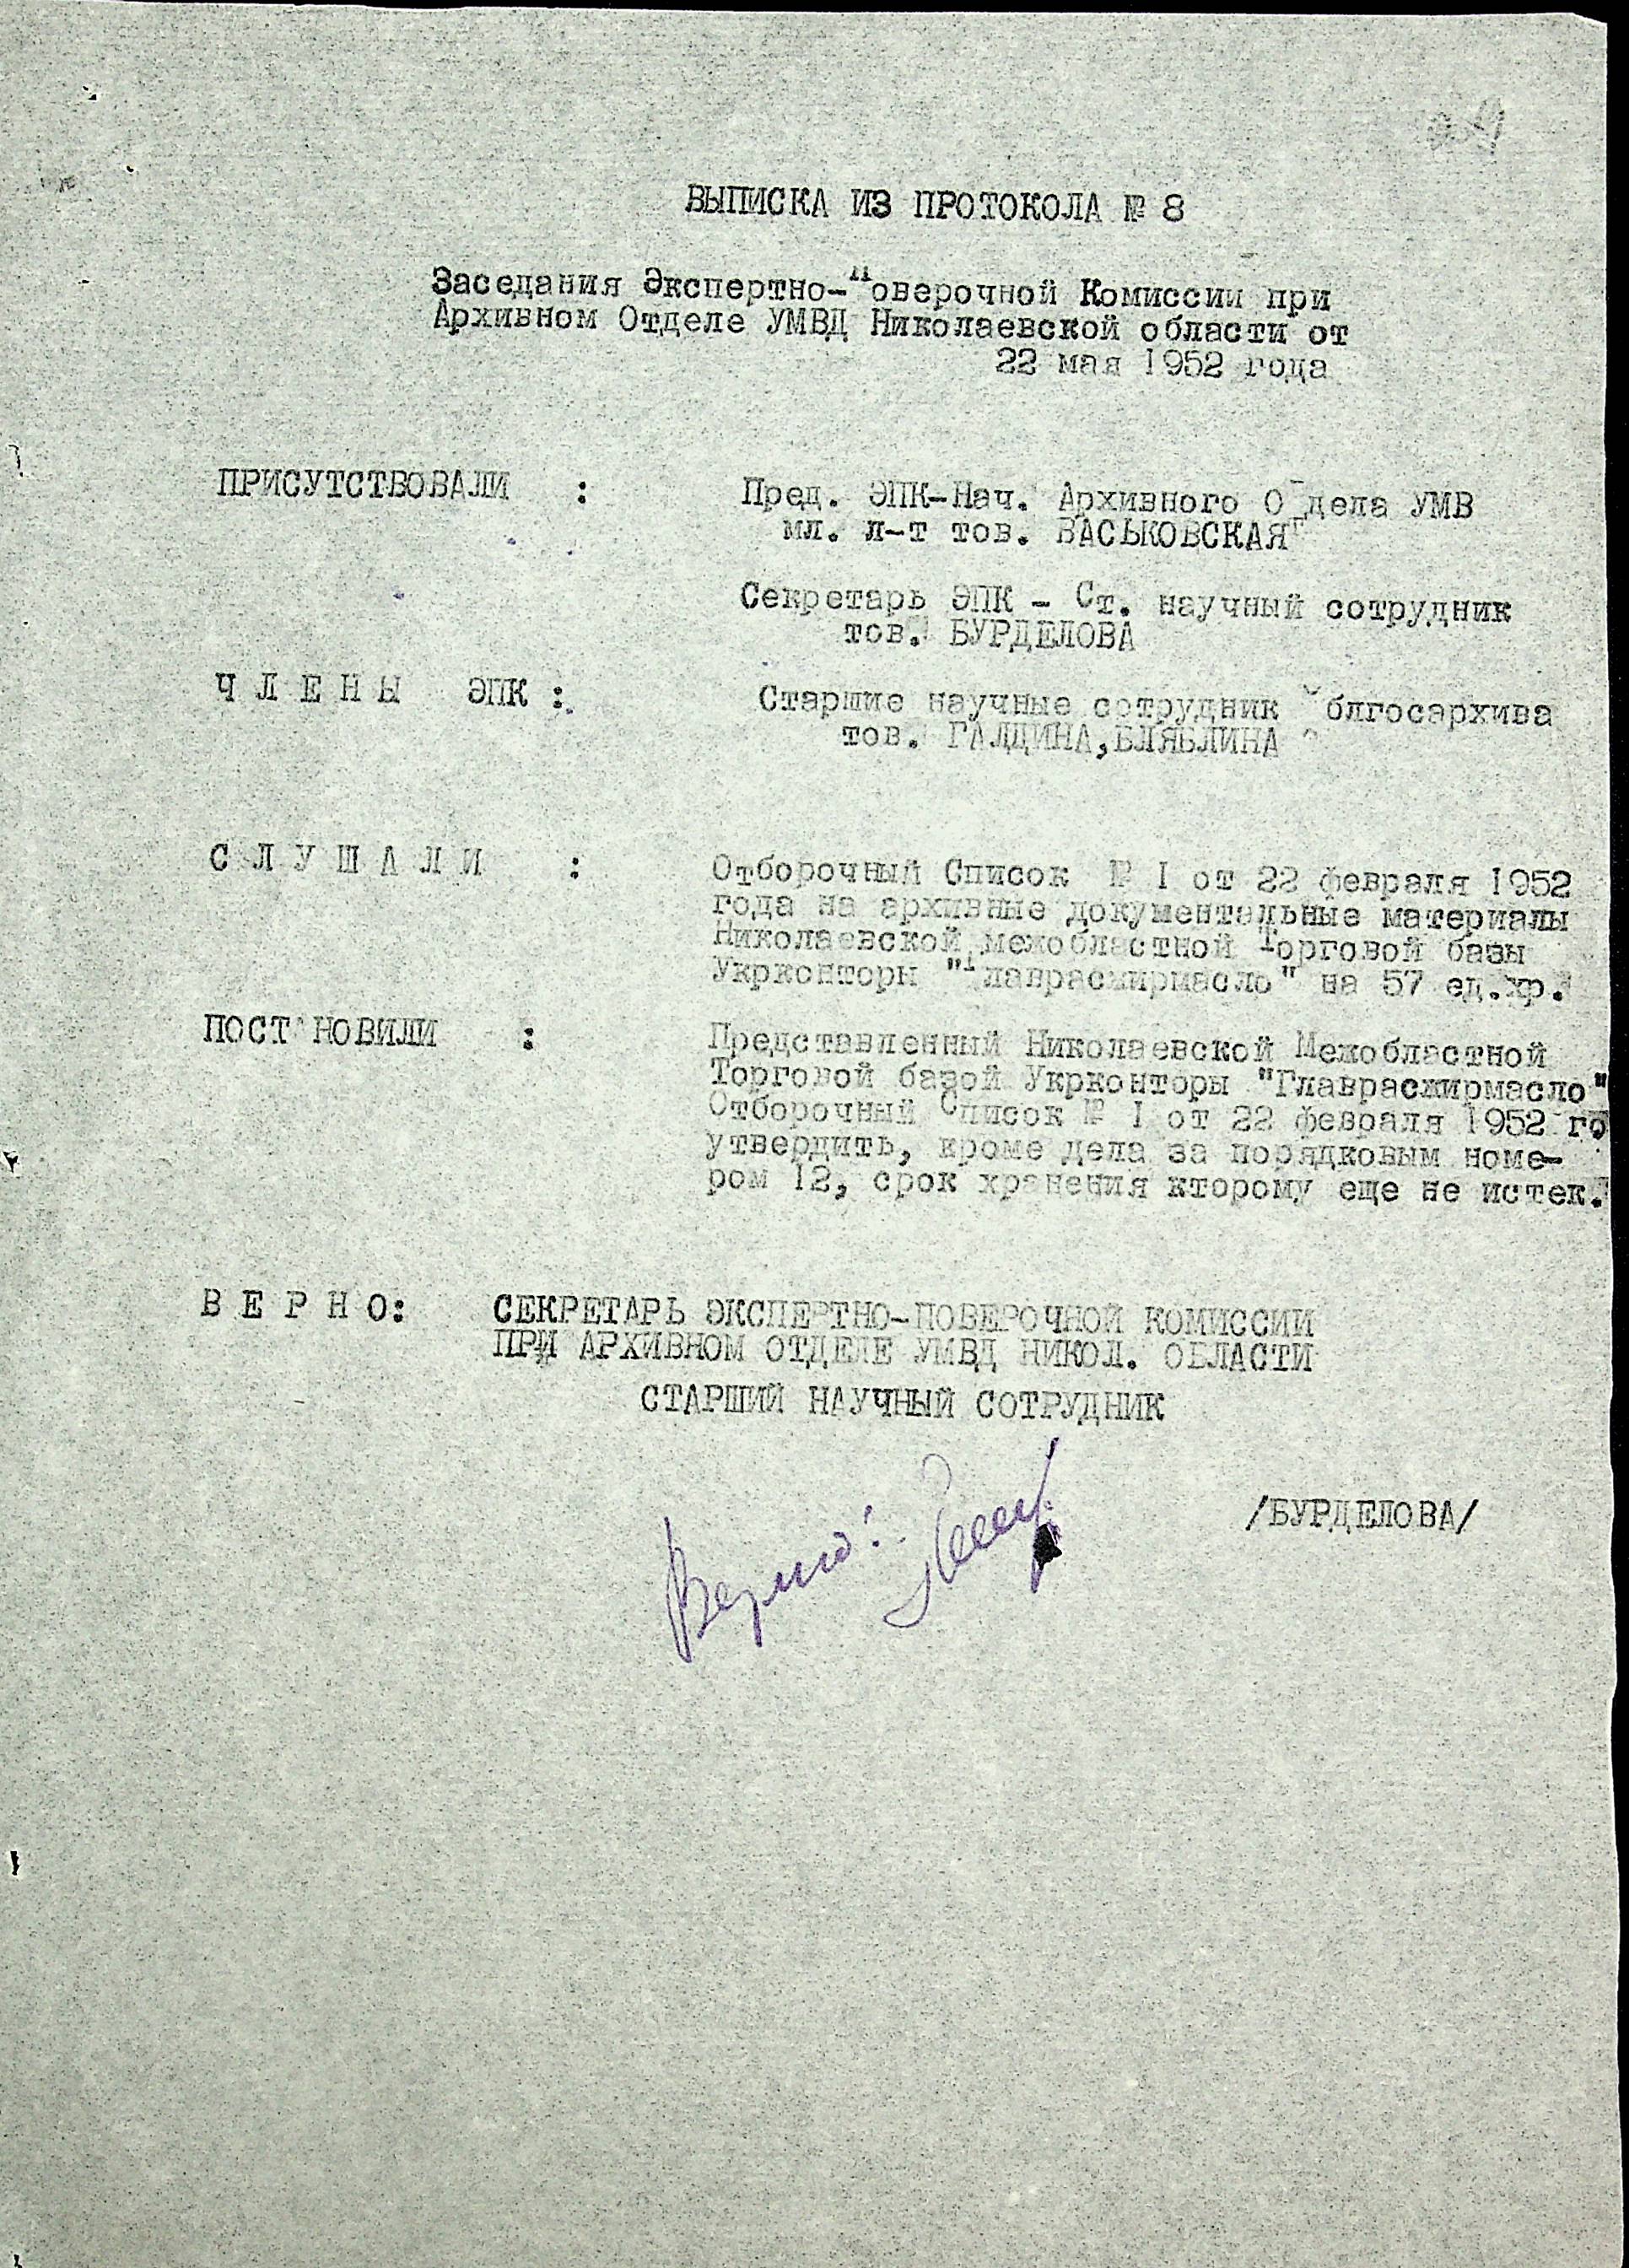 ВЫПИСКА ИЗ ПРОТОКОЛА № 8
Заседания Экспертно-Поверочной Комиссии при
Архивном Отделе УМВД Николаевской области от
22 мая 1952 года
ПРИСУТСТВОВАЛИ : Пред. ЭПК-Нач. Архивного Отдела УМВ
мл. л-т тов. ВАСЬКОВСКАЯ
Секретарь ЭПК - Ст. научный сотрудник
тов. БУРДЕЛОВА
Ч Л Е Н Ы ЭПК : Старшие научные сотрудник облгосархива
тов. ГАЛДИНА, БЛЯБЛИНА
С Л У Ш А Л И : Отборочный Список № I от 22 февраля 1952
года на архивные документальные материалы
Николаевской межобластной Торговой базы
Укрконторы "Главрасжирмасло" на 57 ед.хр.
ПОСТАНОВИЛИ : Представленный Николаевской Межобластной
Торговой базой Укрконторы "Главрасжирмасло"
Отборочный Список № I от 22 февраля 1952 го
утвердить, кроме дела за порядковым номе-
ром 12, срок хранения кторому еще не истек.
В Е Р Н О: СЕКРЕТАРЬ ЭКСПЕРТНО-ПОВЕРОЧНОЙ КОМИССИИ
ПРИ АРХИВНОМ ОТДЕЛЕ УМВД НИКОЛ. ОБЛАСТИ
СТАРШИЙ НАУЧНЫЙ СОТРУДНИК
/БУРДЕЛОВА/
Верно: